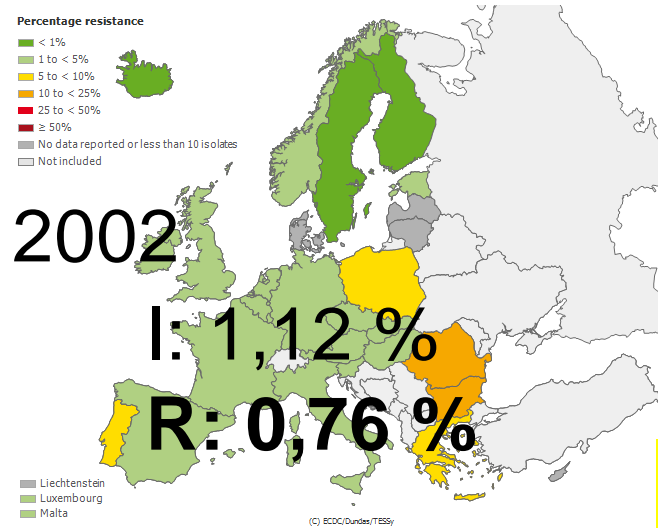 Percentage resistance
< 1%
1 to < 5%
5 to < 10%
10 to < 25%
25 to < 50%
≥ 50%
No data reported or less than 10 isolates
Not included
2002
I: 1,12 %
R: 0,76 %
Liechtenstein
Luxembourg
Malta
(C) ECDC/Dundas/TESSy